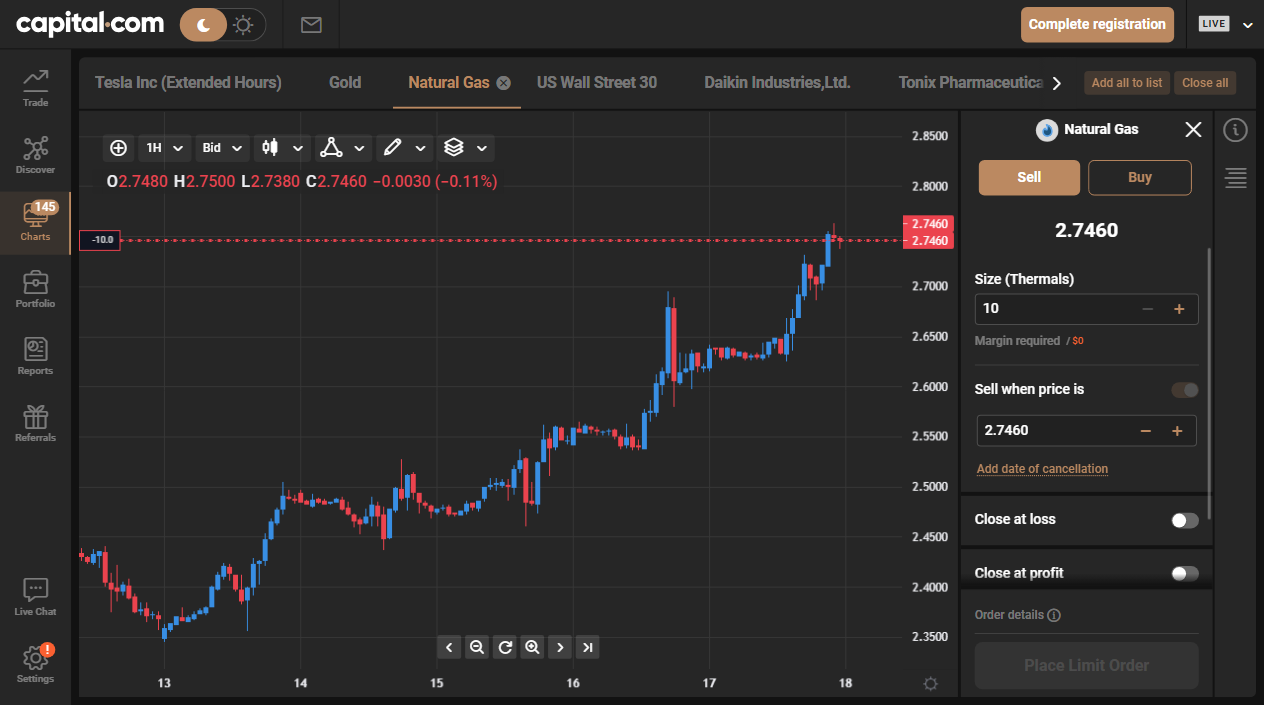 capital.com
Complete registration
LIVE
Trade
Discover
145
Charts
Portfolio
Reports
Referrals
Live Chat
!
Settings
Tesla Inc (Extended Hours)
Gold
Natural Gas
US Wall Street 30
Daikin Industries,Ltd.
Tonix Pharmaceutica
Add all to list
Close all
1H
Bid
O2.7480 H2.7500 L2.7380 C2.7460 −0.0030 (−0.11%)
-10.0
2.8500
2.8000
2.7460
2.7460
2.7000
2.6500
2.6000
2.5500
2.5000
2.4500
2.4000
2.3500
13
14
15
16
17
18
Natural Gas
Sell
Buy
2.7460
Size (Thermals)
10
Margin required / $0
Sell when price is
2.7460
Add date of cancellation
Close at loss
Close at profit
Order details
Place Limit Order